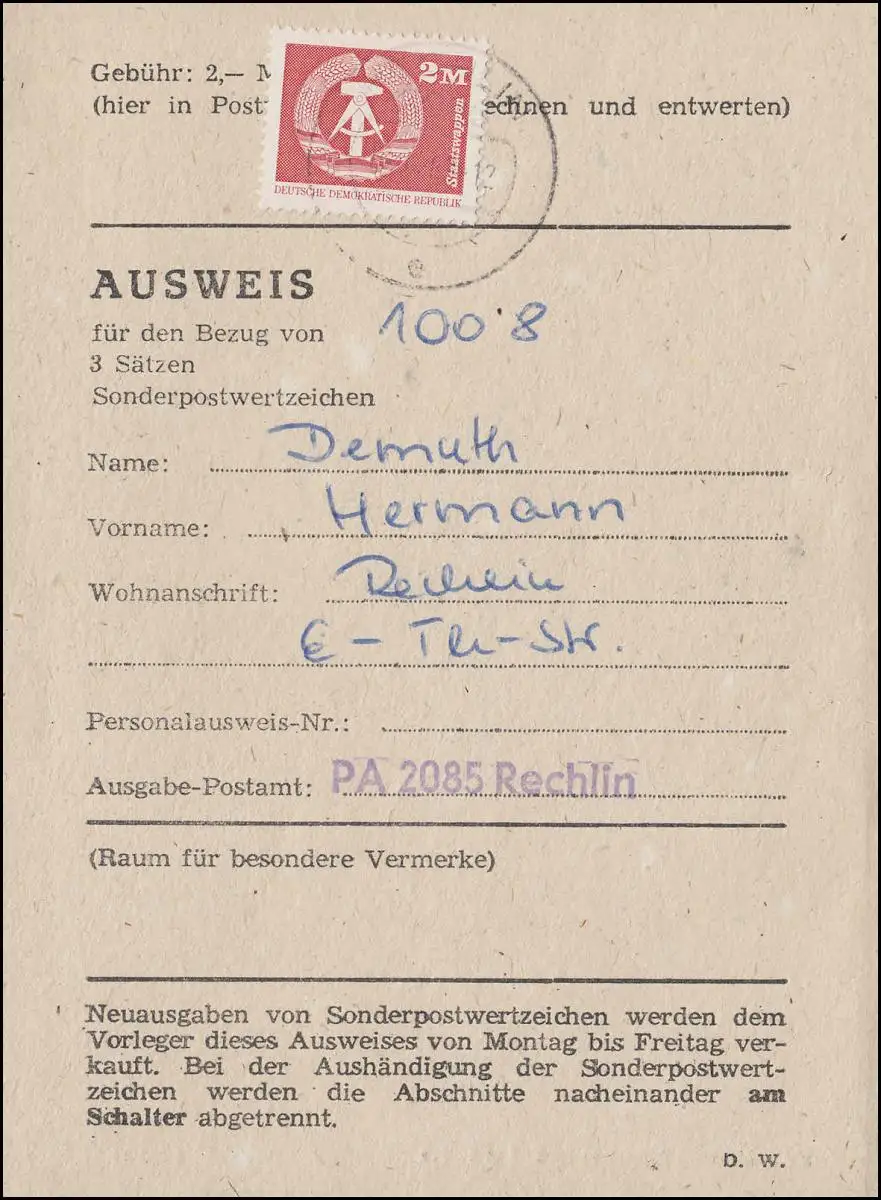 Gebühr: 2,— M
2M
Staatswappen
DEUTSCHE DEMOKRATISCHE REPUBLIK
(hier in Post echnen und entwerten)
AUSWEIS
für den Bezug von 100 8
3 Sätzen
Sonderpostwertzeichen
Name: Demuth
Vorname: Hermann
Wohnanschrift: Rechlin
E - Th-Str.
Personalausweis-Nr.:
Ausgabe-Postamt: PA 2085 Rechlin
(Raum für besondere Vermerke)
Neuausgaben von Sonderpostwertzeichen werden dem
Vorleger dieses Ausweises von Montag bis Freitag ver-
kauft. Bei der Aushändigung der Sonderpostwert-
zeichen werden die Abschnitte nacheinander am
Schalter abgetrennt.
b. w.